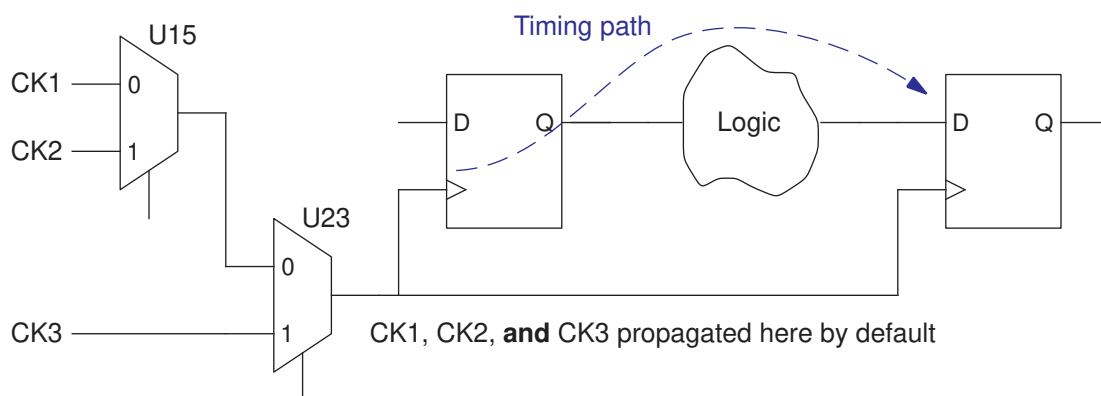 Timing path
U15
CK1
0
CK2
1
D
Q
Logic
D
Q
U23
0
CK3
1
CK1, CK2, and CK3 propagated here by default